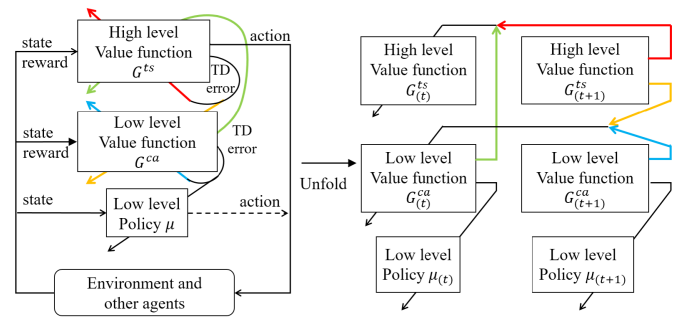 state
reward
High level
Value function
G^{ts}
action
TD
error
state
reward
Low level
Value function
G^{ca}
TD
error
state
Low level
Policy μ
action
Environment and
other agents
Unfold
High level
Value function
G^{ts}_{(t)}
High level
Value function
G^{ts}_{(t+1)}
Low level
Value function
G^{ca}_{(t)}
Low level
Value function
G^{ca}_{(t+1)}
Low level
Policy μ_{(t)}
Low level
Policy μ_{(t+1)}